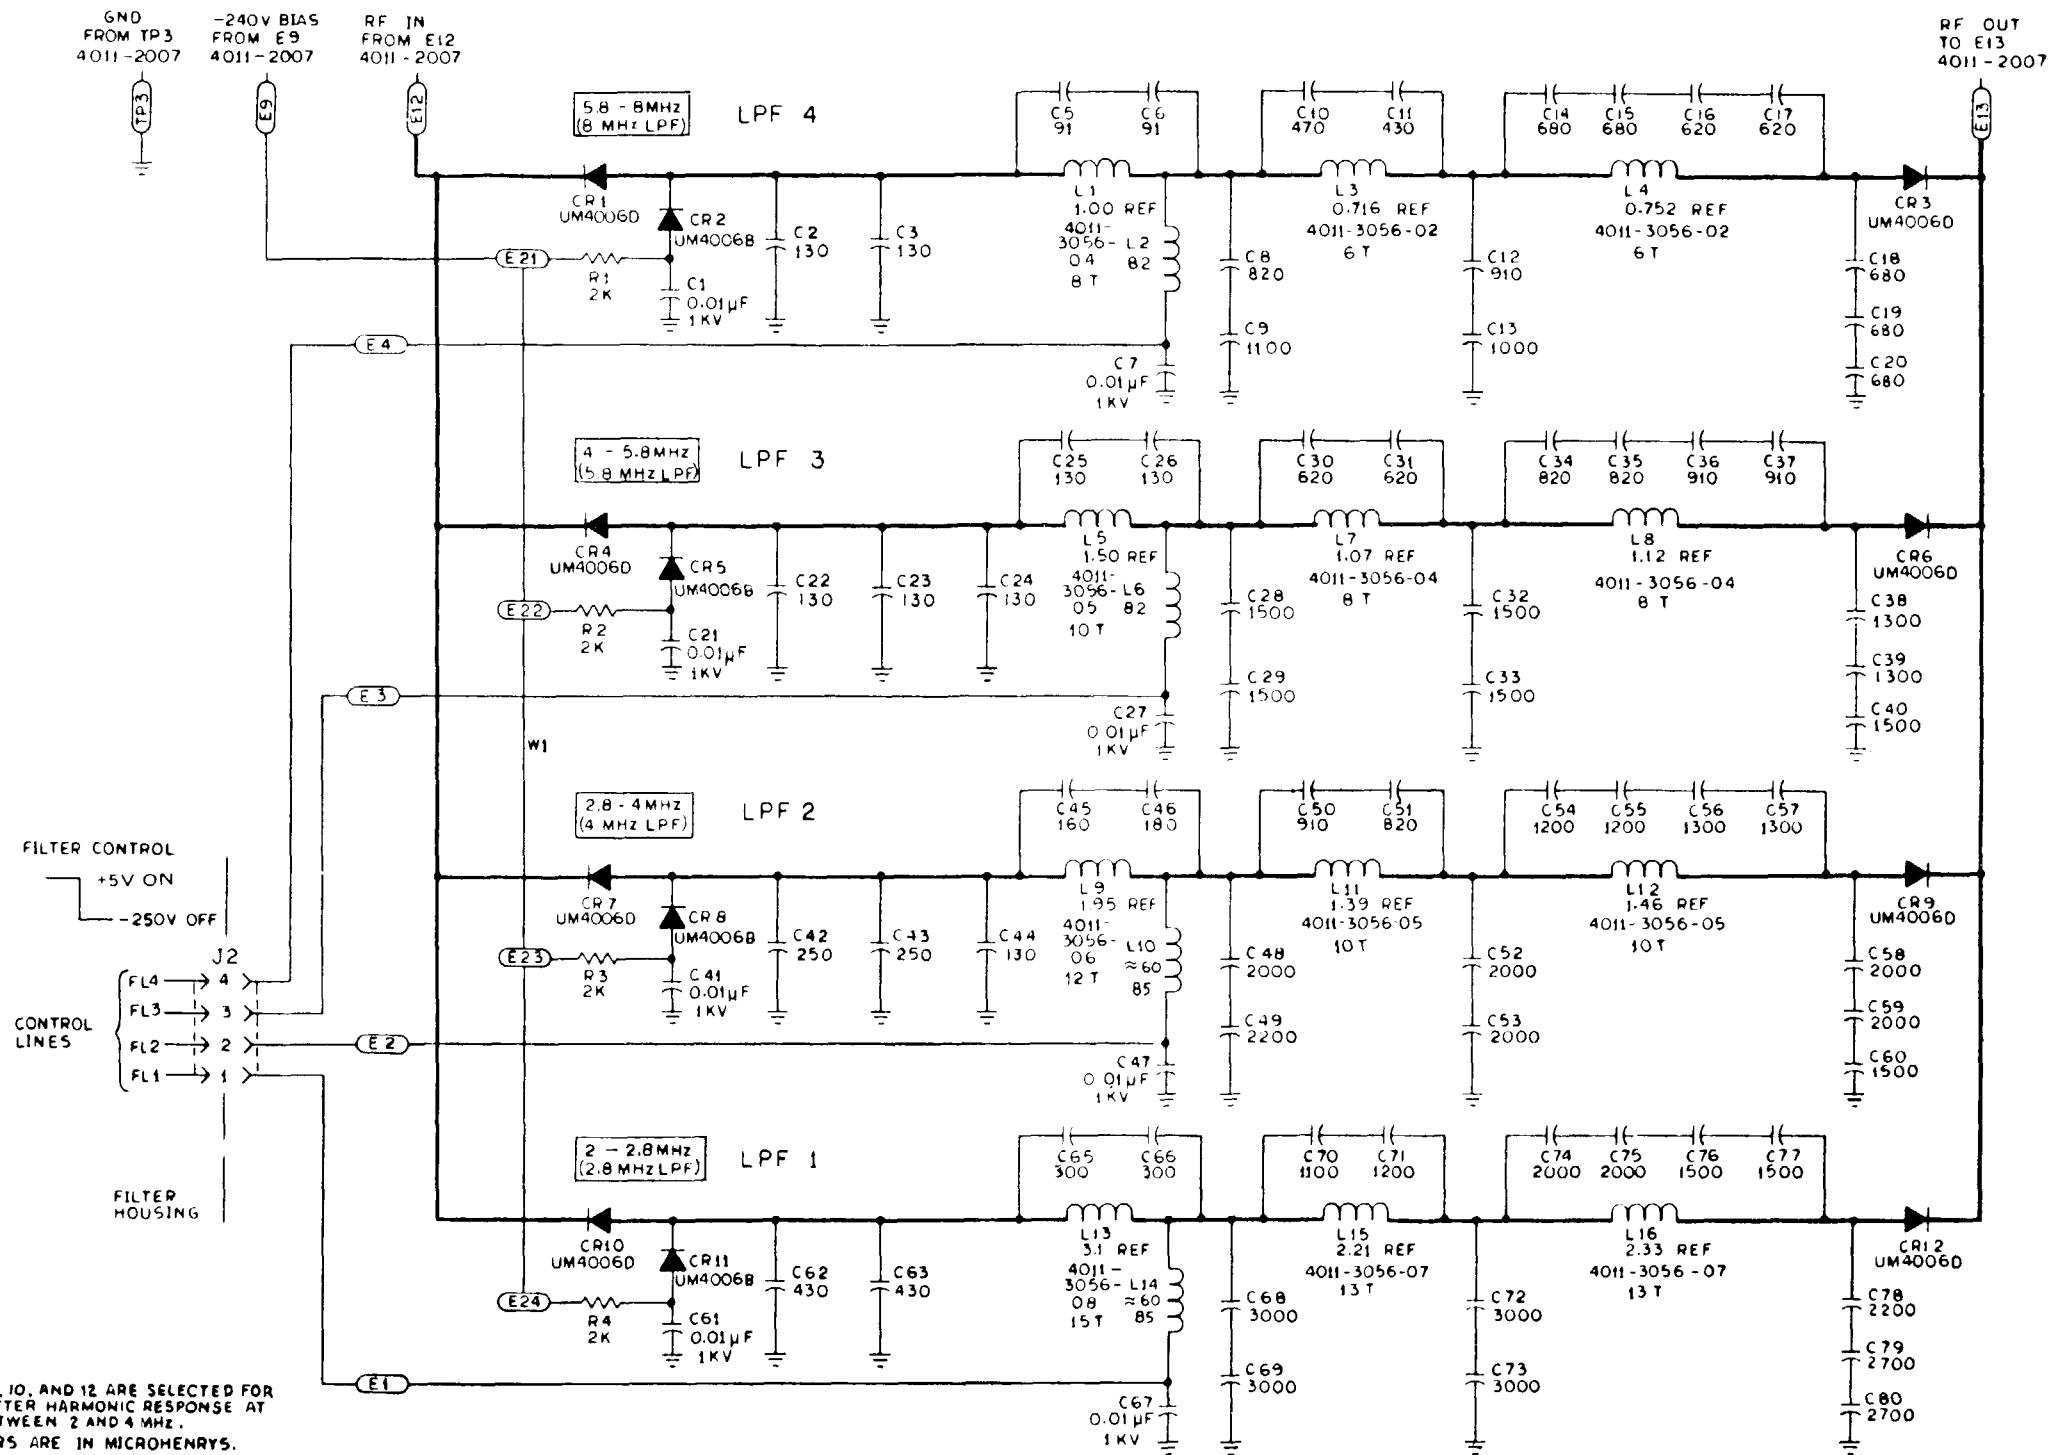 GND
FROM TP3
4011-2007
-240V BIAS
FROM E9
4011-2007
RF IN
FROM E12
4011-2007
RF OUT
TO E13
4011-2007
TP3
E9
E12
E13
5.8 - 8MHz
(8 MHz LPF)
LPF 4
C5
91
C6
91
C10
470
C11
430
C14
680
C15
680
C16
620
C17
620
CR1
UM4006D
CR2
UM4006B
C2
130
C3
130
L1
1.00 REF
4011-
3056-
04
8 T
L2
82
L3
0.716 REF
4011-3056-02
6 T
L4
0.752 REF
4011-3056-02
6 T
CR3
UM4006D
E21
R1
2K
C1
0.01µF
1KV
C8
820
C9
1100
C12
910
C13
1000
C18
680
C19
680
C20
680
E4
C7
0.01µF
1KV
4 - 5.8MHz
(5.8 MHz LPF)
LPF 3
C25
130
C26
130
C30
620
C31
620
C34
820
C35
820
C36
910
C37
910
CR4
UM4006D
CR5
UM4006B
C22
130
C23
130
C24
130
L5
1.50 REF
4011-
3056-
05
10 T
L6
82
L7
1.07 REF
4011-3056-04
8 T
L8
1.12 REF
4011-3056-04
8 T
CR6
UM4006D
E22
R2
2K
C21
0.01µF
1KV
C28
1500
C29
1500
C32
1500
C33
1500
C38
1300
C39
1300
C40
1500
E3
C27
0.01µF
1KV
W1
2.8 - 4MHz
(4 MHz LPF)
LPF 2
C45
160
C46
180
C50
910
C51
820
C54
1200
C55
1200
C56
1300
C57
1300
CR7
UM4006D
CR8
UM4006B
C42
250
C43
250
C44
130
L9
1.95 REF
4011-
3056-
06
12 T
L10
≈60
85
L11
1.39 REF
4011-3056-05
10T
L12
1.46 REF
4011-3056-05
10 T
CR9
UM4006D
E23
R3
2K
C41
0.01µF
1KV
C48
2000
C49
2200
C52
2000
C53
2000
C58
2000
C59
2000
C60
1500
E2
C47
0.01µF
1KV
FILTER CONTROL
+5V ON
-250V OFF
J2
CONTROL
LINES
FL4 4
FL3 3
FL2 2
FL1 1
FILTER
HOUSING
2 - 2.8MHz
(2.8 MHz LPF)
LPF 1
C65
300
C66
300
C70
1100
C71
1200
C74
2000
C75
2000
C76
1500
C77
1500
CR10
UM4006D
CR11
UM4006B
C62
430
C63
430
L13
3.1 REF
4011-
3056-
08
15T
L14
≈60
85
L15
2.21 REF
4011-3056-07
13 T
L16
2.33 REF
4011-3056-07
13 T
CR12
UM4006D
E24
R4
2K
C61
0.01µF
1KV
C68
3000
C69
3000
C72
3000
C73
3000
C78
2200
C79
2700
C80
2700
E1
C67
0.01µF
1KV
, 10, AND 12 ARE SELECTED FOR
TTER HARMONIC RESPONSE AT
TWEEN 2 AND 4 MHz.
RS ARE IN MICROHENRYS.